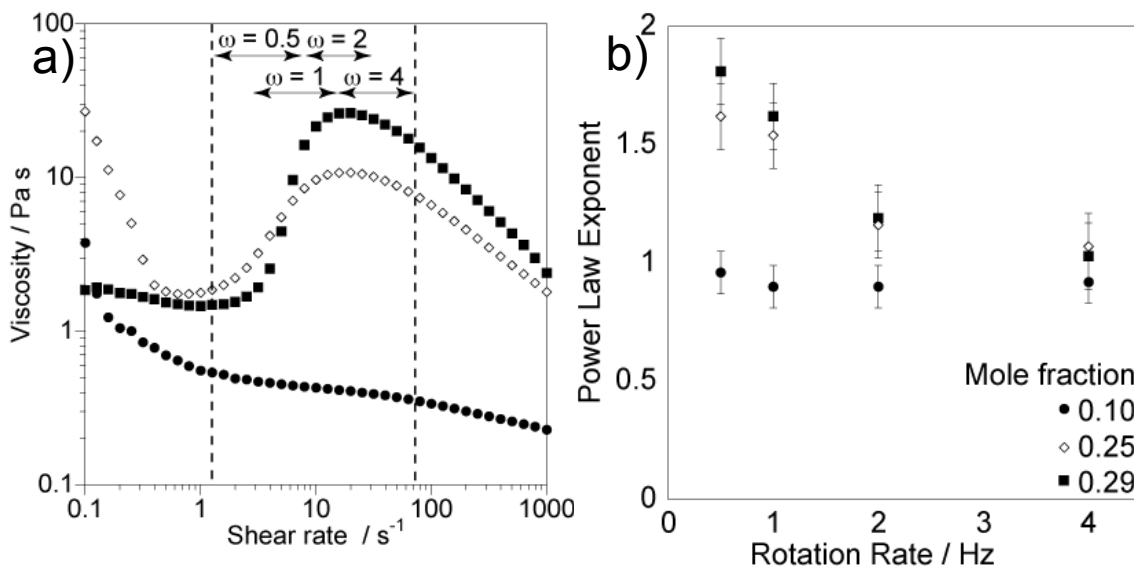 a)
100
10
1
0.1
Viscosity / Pa s
ω = 0.5
ω = 2
ω = 1
ω = 4
0.1 1 10 100 1000
Shear rate / s⁻¹
b)
2
1.5
1
0.5
0
Power Law Exponent
Mole fraction
0.10
0.25
0.29
0 1 2 3 4
Rotation Rate / Hz